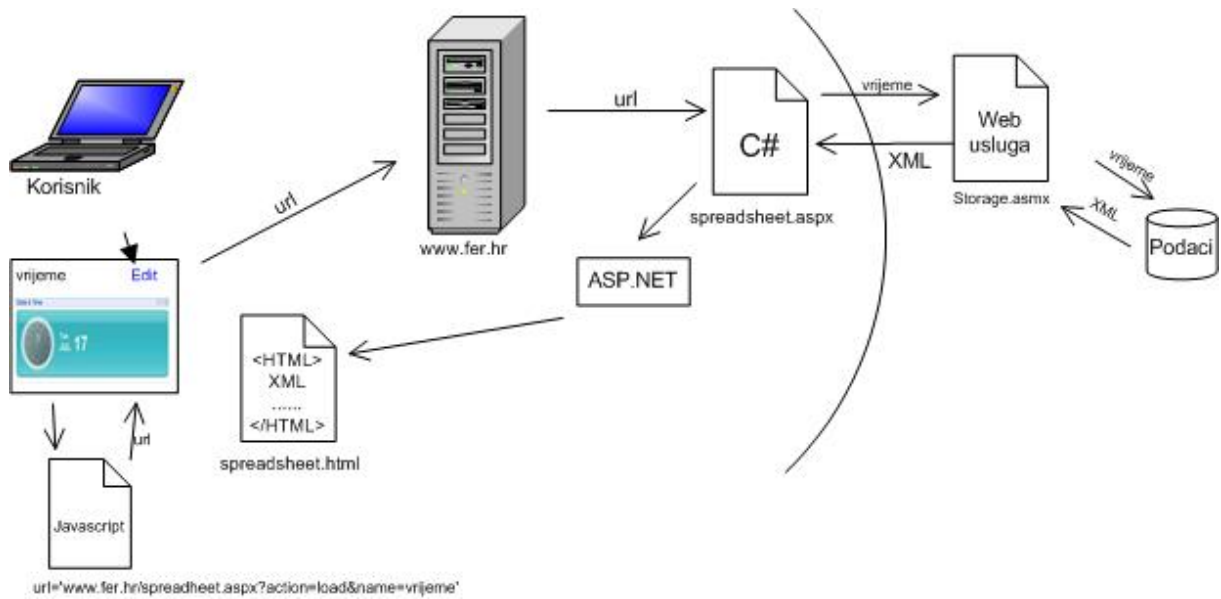 Korisnik
vrijeme Edit
17
url
Javascript
url='www.fer.hr/spreadheet.aspx?action=load&name=vrijeme'
url
www.fer.hr
url
C#
spreadsheet.aspx
ASP.NET
<HTML>
XML
......
</HTML>
spreadsheet.html
vrijeme
XML
Web
usluga
Storage.asmx
vrijeme
XML
Podaci